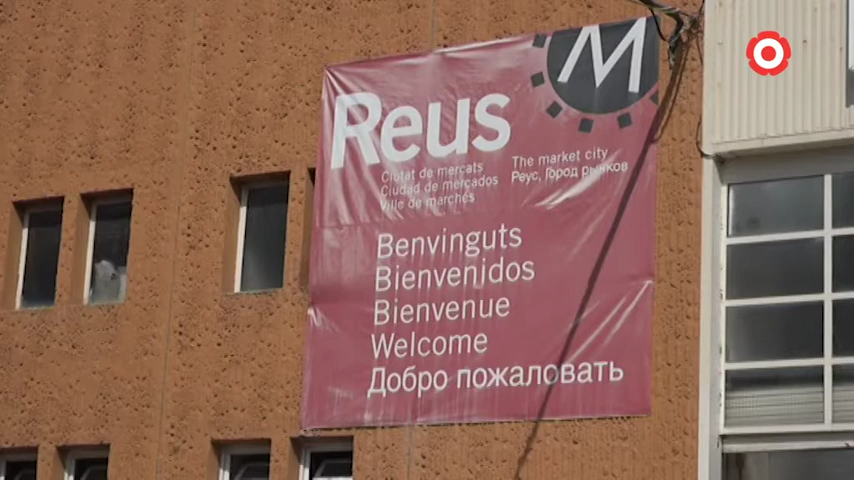 M
Reus
Ciutat de mercats
Ciudad de mercados
Ville de marchés
The market city
Реус, Город рынков
Benvinguts
Bienvenidos
Bienvenue
Welcome
Добро пожаловать